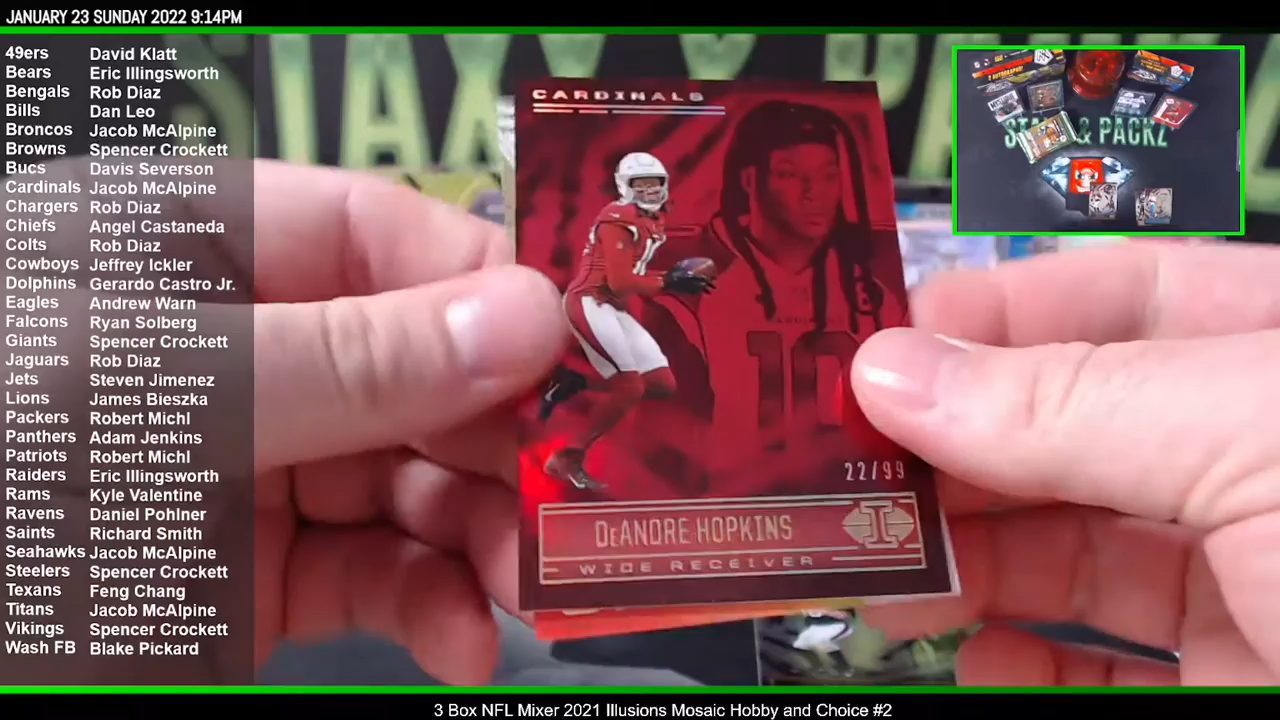 JANUARY 23 SUNDAY 2022 9:14PM
49ers David Klatt
Bears Eric Illingsworth
Bengals Rob Diaz
Bills Dan Leo
Broncos Jacob McAlpine
Browns Spencer Crockett
Bucs Davis Severson
Cardinals Jacob McAlpine
Chargers Rob Diaz
Chiefs Angel Castaneda
Colts Rob Diaz
Cowboys Jeffrey Ickler
Dolphins Gerardo Castro Jr.
Eagles Andrew Warn
Falcons Ryan Solberg
Giants Spencer Crockett
Jaguars Rob Diaz
Jets Steven Jimenez
Lions James Bieszka
Packers Robert Michl
Panthers Adam Jenkins
Patriots Robert Michl
Raiders Eric Illingsworth
Rams Kyle Valentine
Ravens Daniel Pohlner
Saints Richard Smith
Seahawks Jacob McAlpine
Steelers Spencer Crockett
Texans Feng Chang
Titans Jacob McAlpine
Vikings Spencer Crockett
Wash FB Blake Pickard
CARDINALS
10
22/99
DEANDRE HOPKINS
I
WIDE RECEIVER
& PACKZ
3 Box NFL Mixer 2021 Illusions Mosaic Hobby and Choice #2